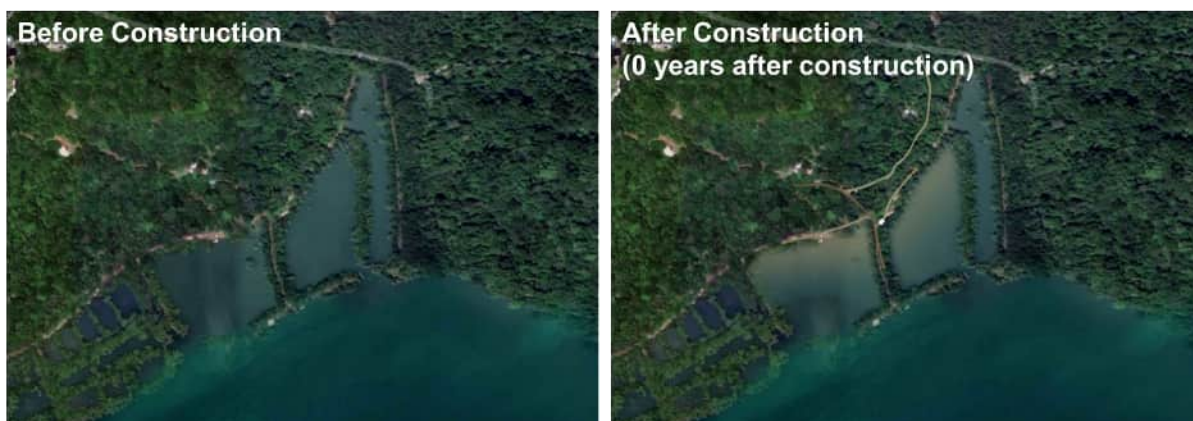 Before Construction
After Construction
(0 years after construction)